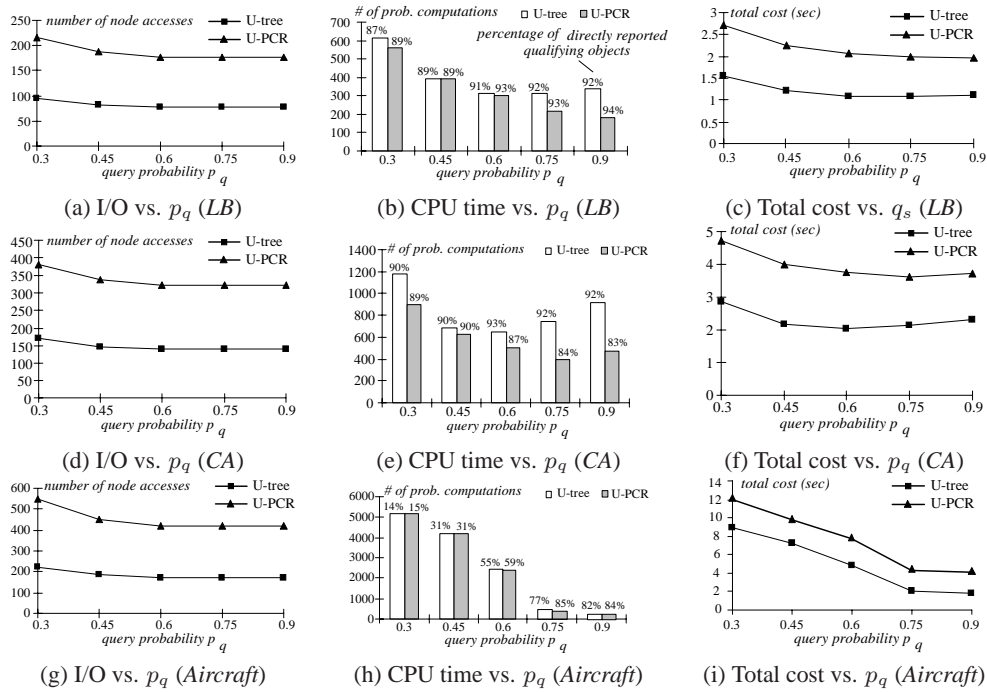 number of node accesses
U-tree
U-PCR
250
200
150
100
50
0
0.3 0.45 0.6 0.75 0.9
query probability p q
(a) I/O vs. p_q (LB)
# of prob. computations
U-tree
U-PCR
percentage of directly reported
qualifying objects
700
600
500
400
300
200
100
0
87% 89%
89% 89%
91% 93%
92% 93%
92% 94%
0.3 0.45 0.6 0.75 0.9
query probability p q
(b) CPU time vs. p_q (LB)
total cost (sec)
U-tree
U-PCR
3
2.5
2
1.5
1
0.5
0
0.3 0.45 0.6 0.75 0.9
query probability p q
(c) Total cost vs. q_s (LB)
number of node accesses
U-tree
U-PCR
450
400
350
300
250
200
150
100
50
0
0.3 0.45 0.6 0.75 0.9
query probability p q
(d) I/O vs. p_q (CA)
# of prob. computations
U-tree
U-PCR
1400
1200
1000
800
600
400
200
0
90% 89%
90% 90%
93% 87%
92% 84%
92% 83%
0.3 0.45 0.6 0.75 0.9
query probability p q
(e) CPU time vs. p_q (CA)
total cost (sec)
U-tree
U-PCR
5
4
3
2
1
0
0.3 0.45 0.6 0.75 0.9
query probability p q
(f) Total cost vs. p_q (CA)
number of node accesses
U-tree
U-PCR
600
500
400
300
200
100
0
0.3 0.45 0.6 0.75 0.9
query probability p q
(g) I/O vs. p_q (Aircraft)
# of prob. computations
U-tree
U-PCR
6000
5000
4000
3000
2000
1000
0
14% 15%
31% 31%
55% 59%
77% 85%
82% 84%
0.3 0.45 0.6 0.75 0.9
query probability p q
(h) CPU time vs. p_q (Aircraft)
total cost (sec)
U-tree
U-PCR
14
12
10
8
6
4
2
0
0.3 0.45 0.6 0.75 0.9
query probability p q
(i) Total cost vs. p_q (Aircraft)